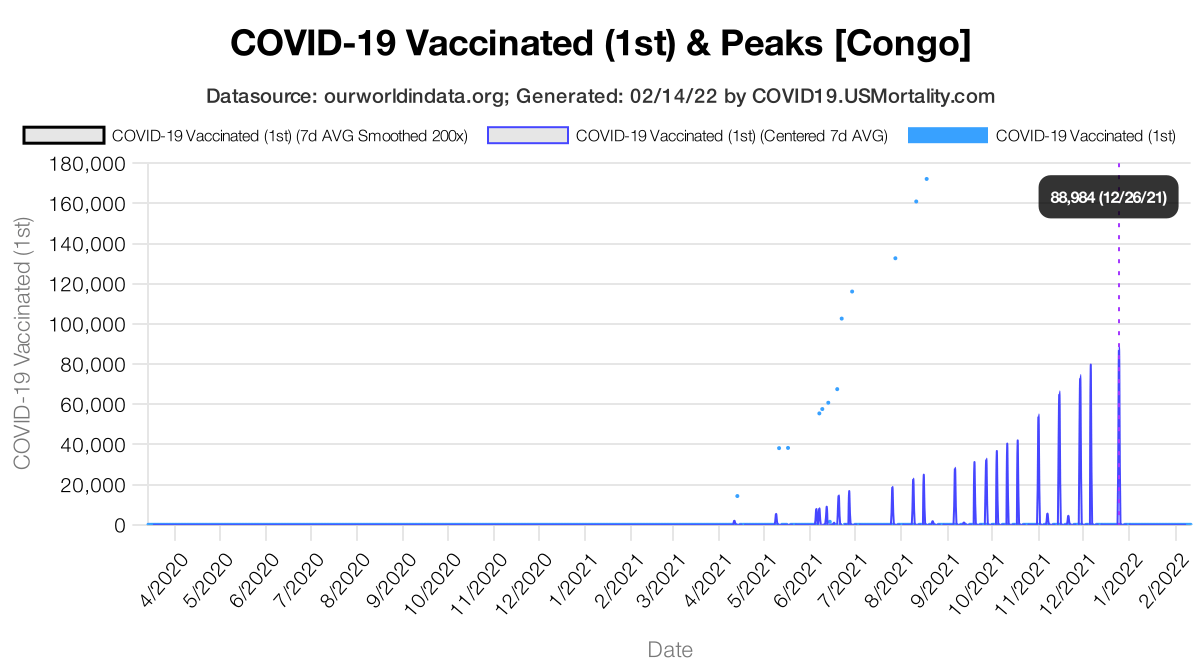 COVID-19 Vaccinated (1st) & Peaks [Congo]
Datasource: ourworldindata.org; Generated: 02/14/22 by COVID19.USMortality.com
COVID-19 Vaccinated (1st) (7d AVG Smoothed 200x) COVID-19 Vaccinated (1st) (Centered 7d AVG) COVID-19 Vaccinated (1st)
COVID-19 Vaccinated (1st)
180,000
160,000
140,000
120,000
100,000
80,000
60,000
40,000
20,000
0
88,984 (12/26/21)
4/2020 5/2020 6/2020 7/2020 8/2020 9/2020 10/2020 11/2020 12/2020 1/2021 2/2021 3/2021 4/2021 5/2021 6/2021 7/2021 8/2021 9/2021 10/2021 11/2021 12/2021 1/2022 2/2022
Date